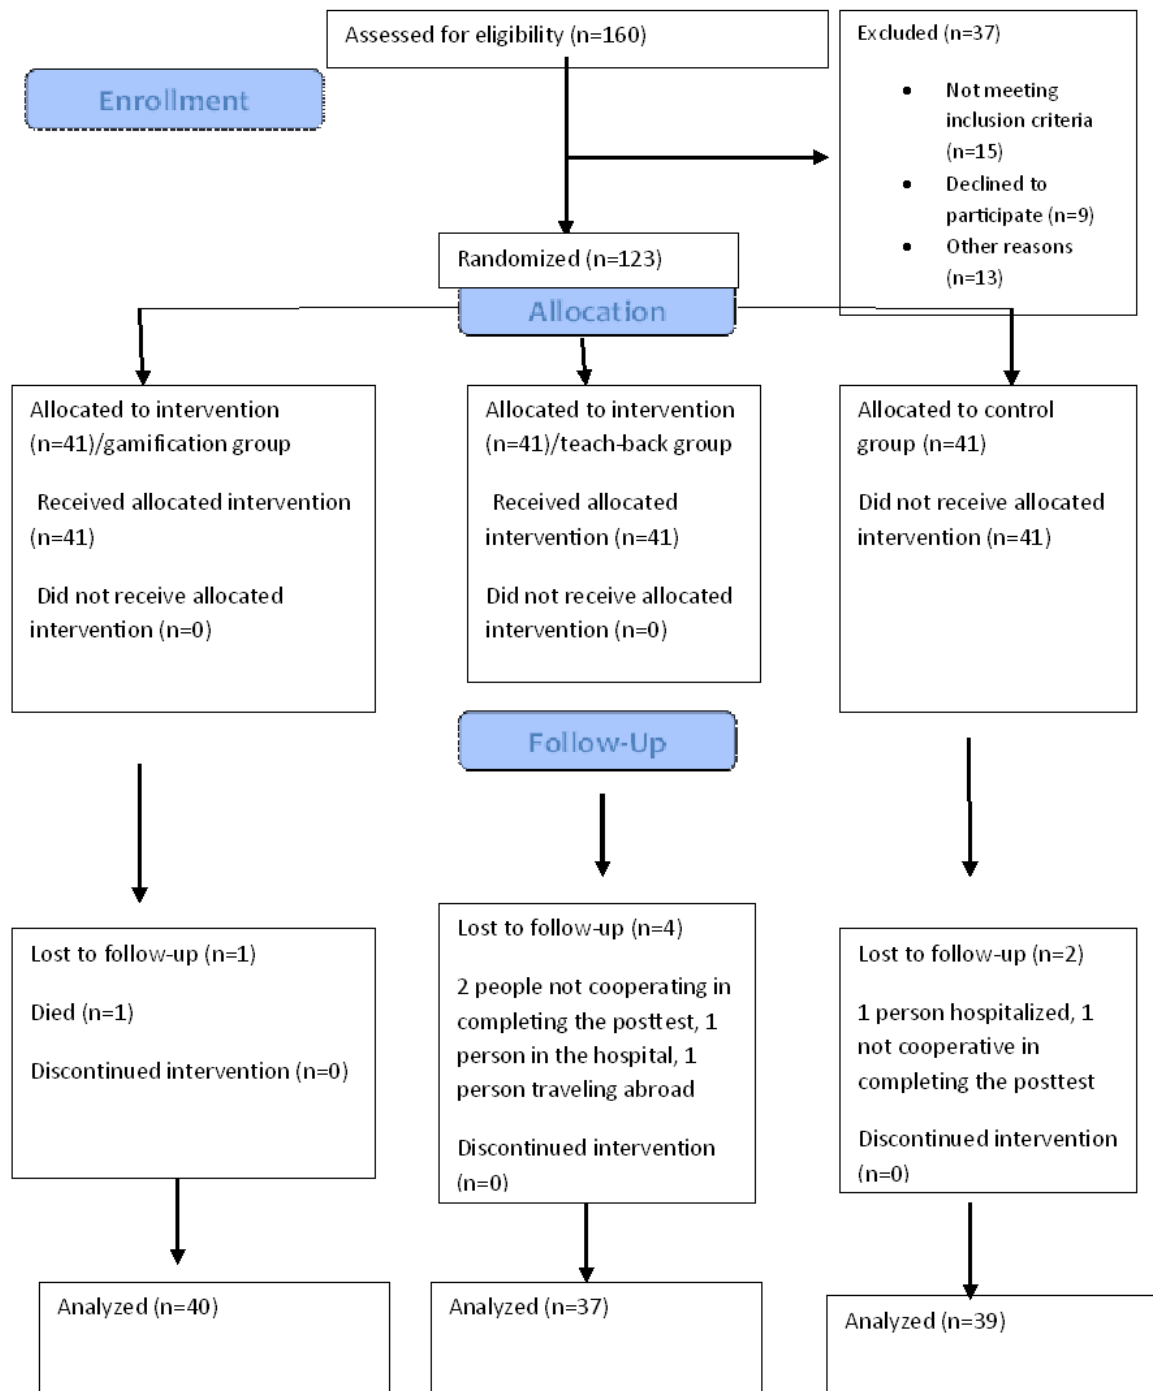 Assessed for eligibility (n=160)
Excluded (n=37)
• Not meeting
inclusion criteria
(n=15)
• Declined to
participate (n=9)
• Other reasons
(n=13)
Enrollment
Randomized (n=123)
Allocation
Allocated to intervention
(n=41)/gamification group
Received allocated intervention
(n=41)
Did not receive allocated
intervention (n=0)
Allocated to intervention
(n=41)/teach-back group
Received allocated
intervention (n=41)
Did not receive allocated
intervention (n=0)
Allocated to control
group (n=41)
Did not receive allocated
intervention (n=41)
Follow-Up
Lost to follow-up (n=1)
Died (n=1)
Discontinued intervention (n=0)
Lost to follow-up (n=4)
2 people not cooperating in
completing the posttest, 1
person in the hospital, 1
person traveling abroad
Discontinued intervention
(n=0)
Lost to follow-up (n=2)
1 person hospitalized, 1
not cooperative in
completing the posttest
Discontinued intervention
(n=0)
Analyzed (n=40)
Analyzed (n=37)
Analyzed (n=39)